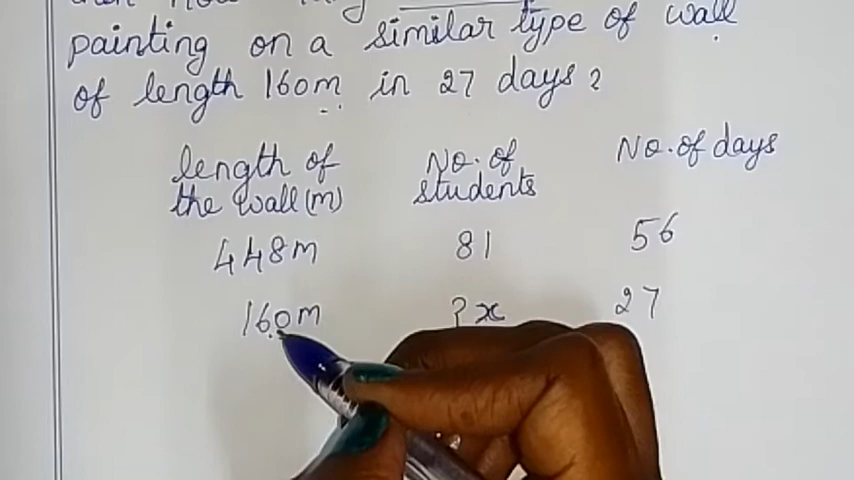 painting on a similar type of wall
of length 160m in 27 days ?
length of the wall (m) No. of students No. of days
448m 81 56
160m ? x 27